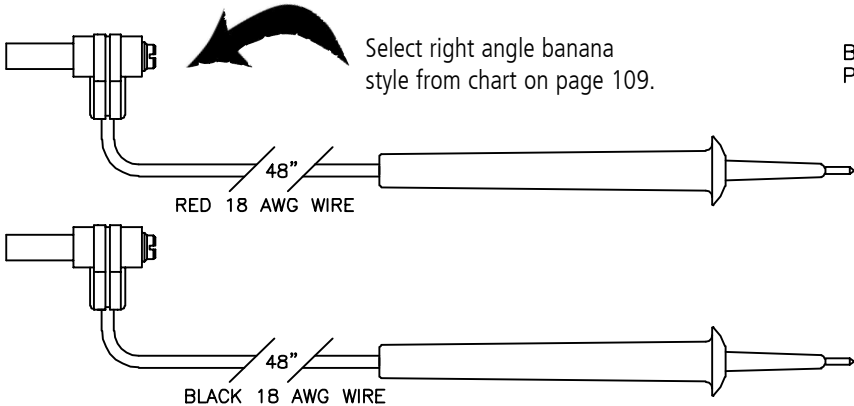 Select right angle banana
style from chart on page 109.
B
P
48”
RED 18 AWG WIRE
48”
BLACK 18 AWG WIRE